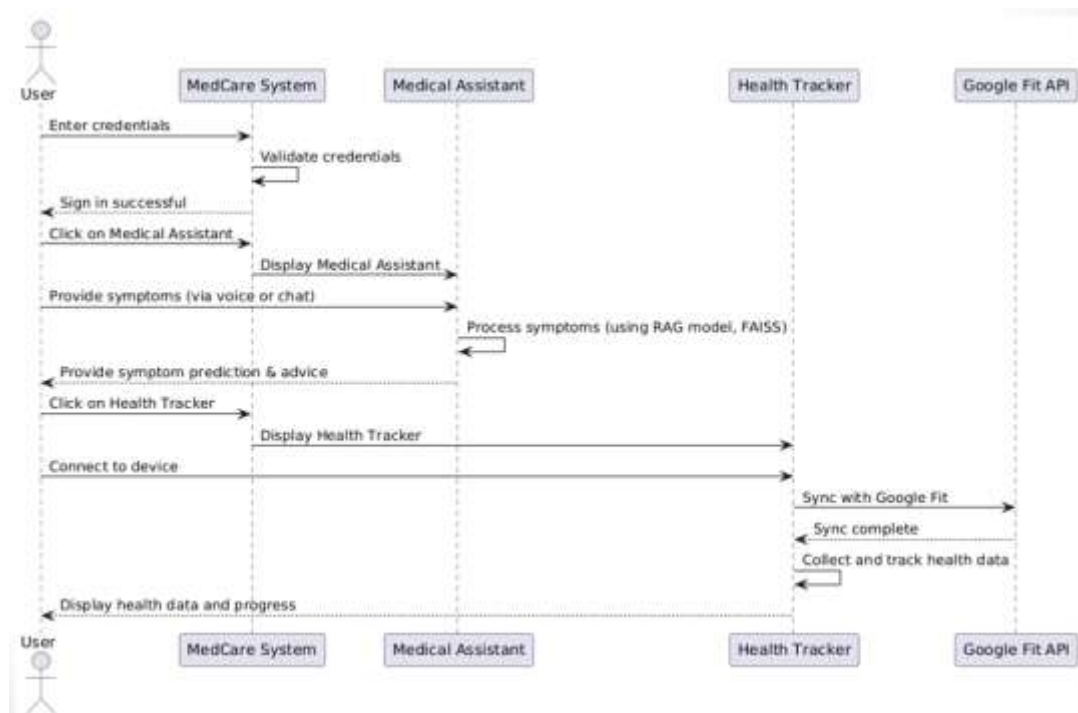 User
MedCare System
Medical Assistant
Health Tracker
Google Fit API
Enter credentials
Validate credentials
Sign in successful
Click on Medical Assistant
Display Medical Assistant
Provide symptoms (via voice or chat)
Process symptoms (using RAG model, FAISS)
Provide symptom prediction & advice
Click on Health Tracker
Display Health Tracker
Connect to device
Sync with Google Fit
Sync complete
Collect and track health data
Display health data and progress
User
MedCare System
Medical Assistant
Health Tracker
Google Fit API